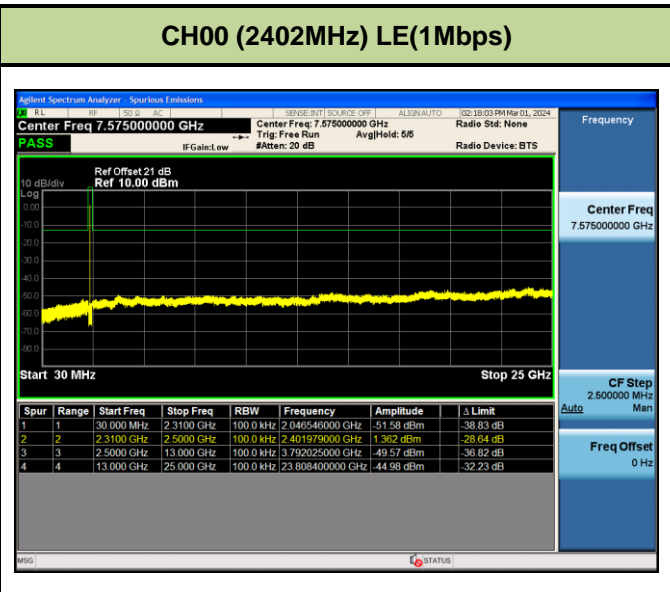 CH00 (2402MHz) LE(1Mbps)
Agilent Spectrum Analyzer - Spurious Emissions
RL RF 50 Ω AC SENSE:INT SOURCE OFF ALIGN AUTO 02:18:03 PM Mar 01, 2024
Center Freq 7.575000000 GHz
Center Freq: 7.575000000 GHz
Radio Std: None
Trig: Free Run Avg|Hold: 5/5
PASS
IFGain:Low
#Atten: 20 dB
Radio Device: BTS
Ref Offset 21 dB
10 dB/div Ref 10.00 dBm
Log
0.00
-10.0
-20.0
-30.0
-40.0
-50.0
-60.0
-70.0
-80.0
Start 30 MHz Stop 25 GHz
Spur Range Start Freq Stop Freq RBW Frequency Amplitude Δ Limit
1 1 30.000 MHz 2.3100 GHz 100.0 kHz 2.046546000 GHz -51.58 dBm -38.83 dB
2 2 2.3100 GHz 2.5000 GHz 100.0 kHz 2.401979000 GHz 1.362 dBm -28.64 dB
3 3 2.5000 GHz 13.000 GHz 100.0 kHz 3.792025000 GHz -49.57 dBm -36.82 dB
4 4 13.000 GHz 25.000 GHz 100.0 kHz 23.808400000 GHz -44.98 dBm -32.23 dB
MSG STATUS
Frequency
Center Freq
7.575000000 GHz
CF Step
2.500000 MHz
Auto Man
Freq Offset
0 Hz